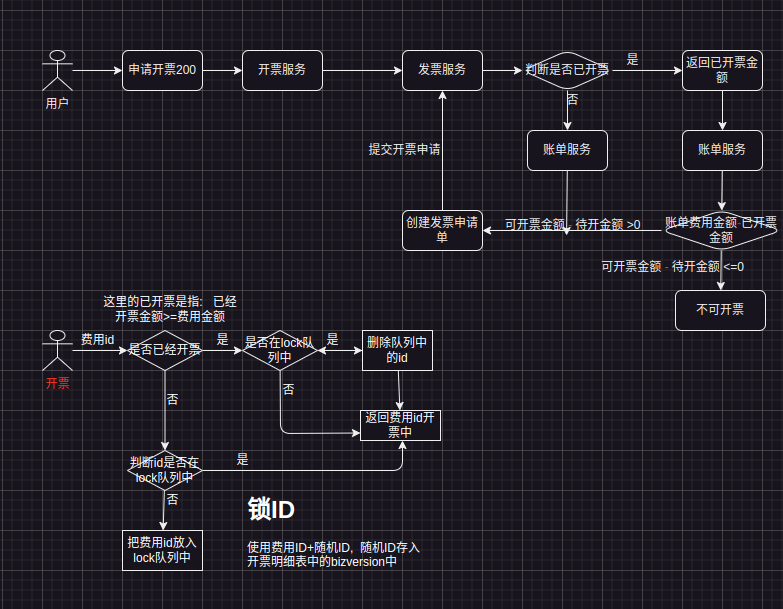 用户
申请开票200
开票服务
发票服务
判断是否已开票
是
返回已开票金
额
否
账单服务
账单服务
提交开票申请
创建发票申请
单
可开票金额 - 待开金额 >0
账单费用金额-已开票
金额
可开票金额 - 待开金额 <=0
不可开票
这里的已开票是指: 已经
开票金额>=费用金额
开票
费用id
是否已经开票
是
是否在lock队
列中
是
删除队列中
的id
否
否
返回费用id开
票中
判断id是否在
lock队列中
是
否
把费用id放入
lock队列中
锁ID
使用费用ID+随机ID, 随机ID存入
开票明细表中的bizversion中